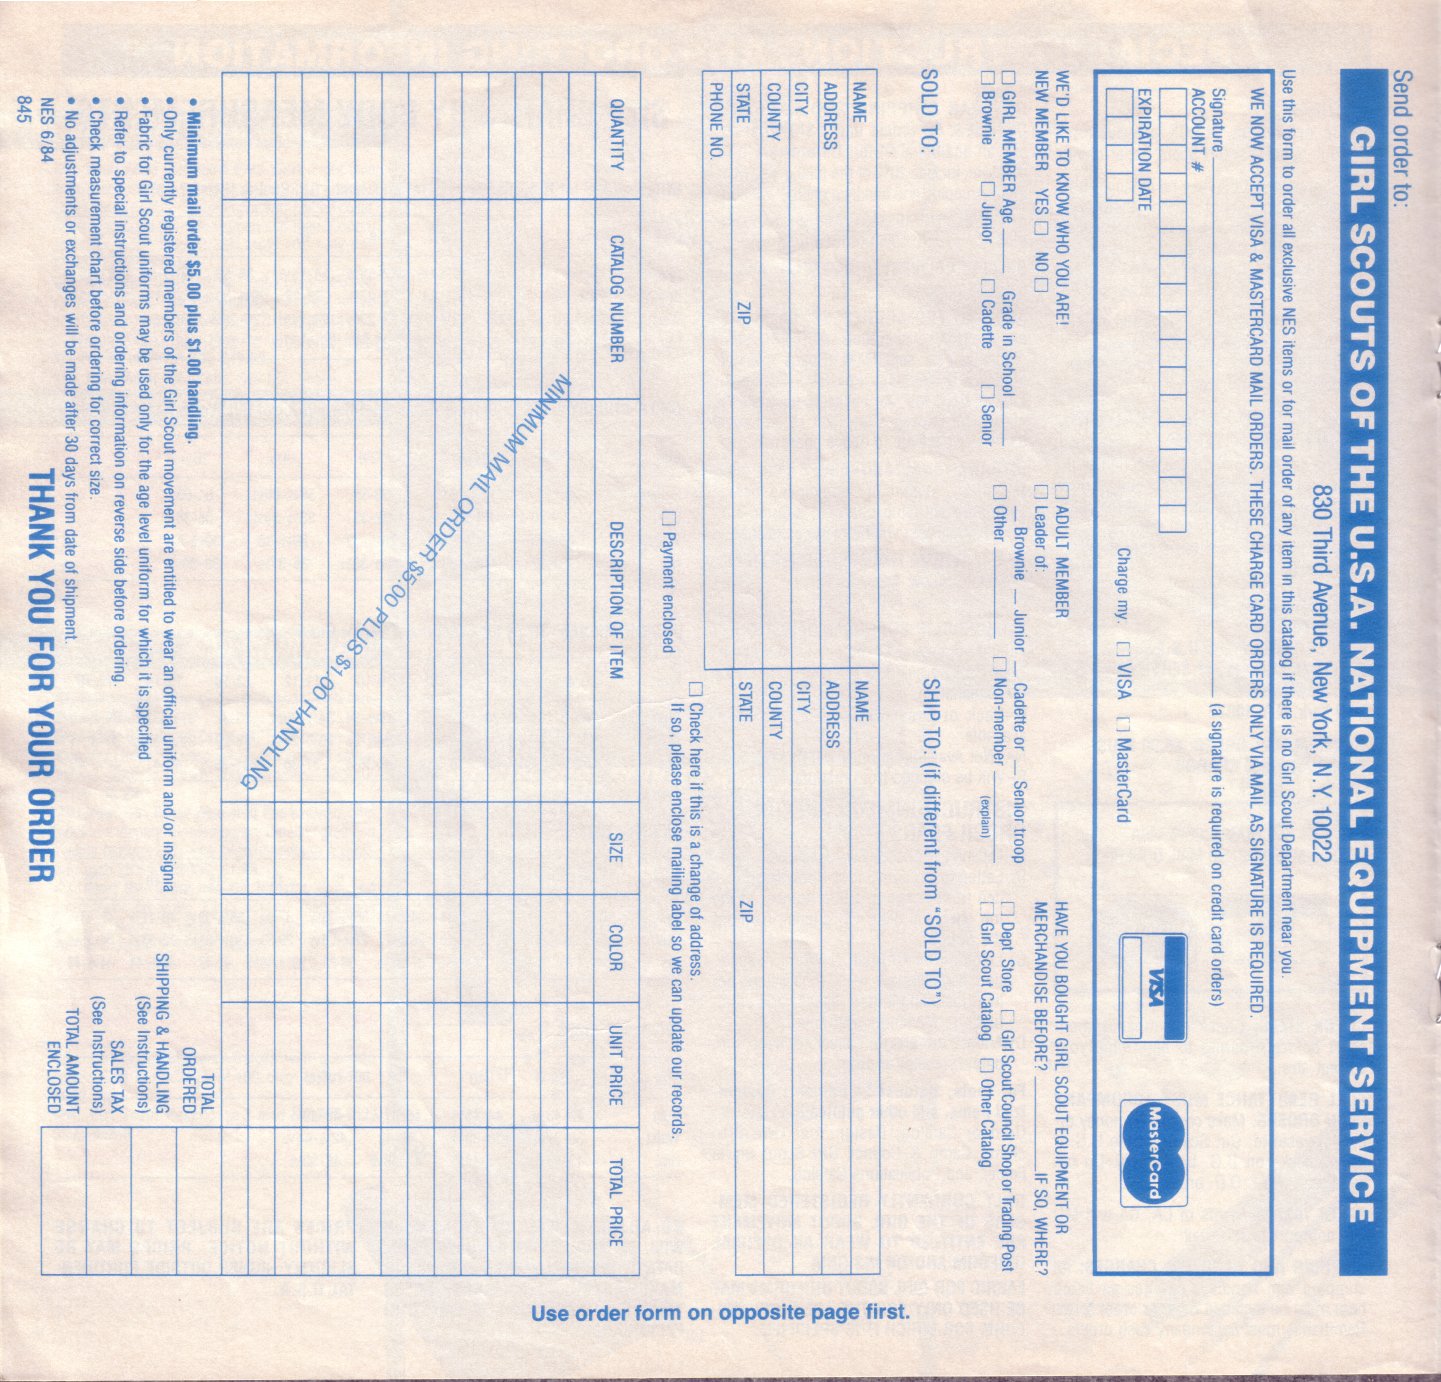 Send order to:
GIRL SCOUTS OF THE U.S.A. NATIONAL EQUIPMENT SERVICE
830 Third Avenue, New York, N.Y. 10022
Use this form to order all exclusive NES items or for mail order of any item in this catalog if there is no Girl Scout Department near you.
WE NOW ACCEPT VISA & MASTERCARD MAIL ORDERS. THESE CHARGE CARD ORDERS ONLY VIA MAIL AS SIGNATURE IS REQUIRED.
Signature (a signature is required on credit card orders)
ACCOUNT #
EXPIRATION DATE
Charge my: □ VISA □ MasterCard
VISA
MasterCard
WE'D LIKE TO KNOW WHO YOU ARE!
NEW MEMBER YES □ NO □
□ GIRL MEMBER Age ____ Grade in School ____
□ Brownie □ Junior □ Cadette □ Senior
□ ADULT MEMBER
□ Leader of:
__ Brownie __ Junior __ Cadette or __ Senior troop
□ Other ____ □ Non-member ____
(explain)
HAVE YOU BOUGHT GIRL SCOUT EQUIPMENT OR
MERCHANDISE BEFORE? ____ IF SO, WHERE?
□ Dept Store □ Girl Scout Council Shop or Trading Post
□ Girl Scout Catalog □ Other Catalog
SOLD TO:
NAME
ADDRESS
CITY
COUNTY
STATE ZIP
PHONE NO.
SHIP TO: (if different from "SOLD TO")
NAME
ADDRESS
CITY
COUNTY
STATE ZIP
□ Payment enclosed
□ Check here if this is a change of address.
If so, please enclose mailing label so we can update our records.
QUANTITY CATALOG NUMBER DESCRIPTION OF ITEM SIZE COLOR UNIT PRICE TOTAL PRICE
MINIMUM MAIL ORDER $5.00 PLUS $1.00 HANDLING
• Minimum mail order $5.00 plus $1.00 handling.
• Only currently registered members of the Girl Scout movement are entitled to wear an official uniform and/or insignia
• Fabric for Girl Scout uniforms may be used only for the age level uniform for which it is specified
• Refer to special instructions and ordering information on reverse side before ordering.
• Check measurement chart before ordering for correct size.
• No adjustments or exchanges will be made after 30 days from date of shipment.
NES 6/84
845
THANK YOU FOR YOUR ORDER
TOTAL
ORDERED
SHIPPING & HANDLING
(See Instructions)
SALES TAX
(See Instructions)
TOTAL AMOUNT
ENCLOSED
Use order form on opposite page first.